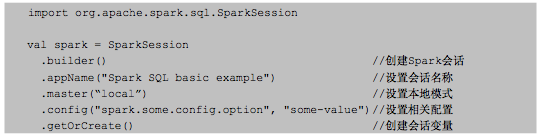 import org.apache.spark.sql.SparkSession
val spark = SparkSession
.builder() //创建Spark会话
.appName("Spark SQL basic example") //设置会话名称
.master(“local”) //设置本地模式
.config("spark.some.config.option", "some-value")//设置相关配置
.getOrCreate() //创建会话变量